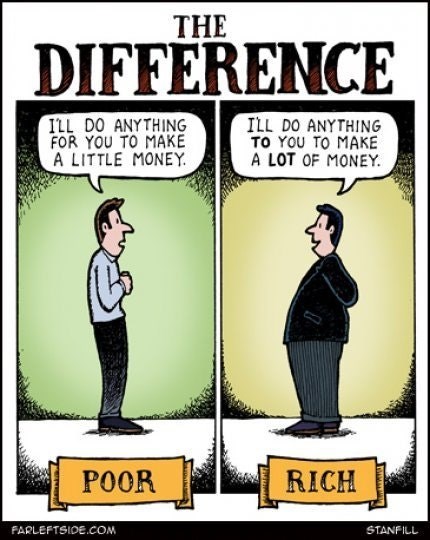 THE
DIFFERENCE
I'LL DO ANYTHING
FOR YOU TO MAKE
A LITTLE MONEY.
I'LL DO ANYTHING
TO YOU TO MAKE
A LOT OF MONEY.
POOR
RICH
FARLEFTSIDE.COM
STANFILL